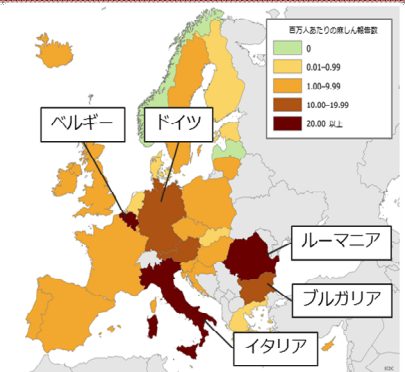 百万人あたりの麻しん報告数
0
0.01-0.99
1.00-9.99
10.00-19.99
20.00 以上
ベルギー
ドイツ
ルーマニア
ブルガリア
イタリア